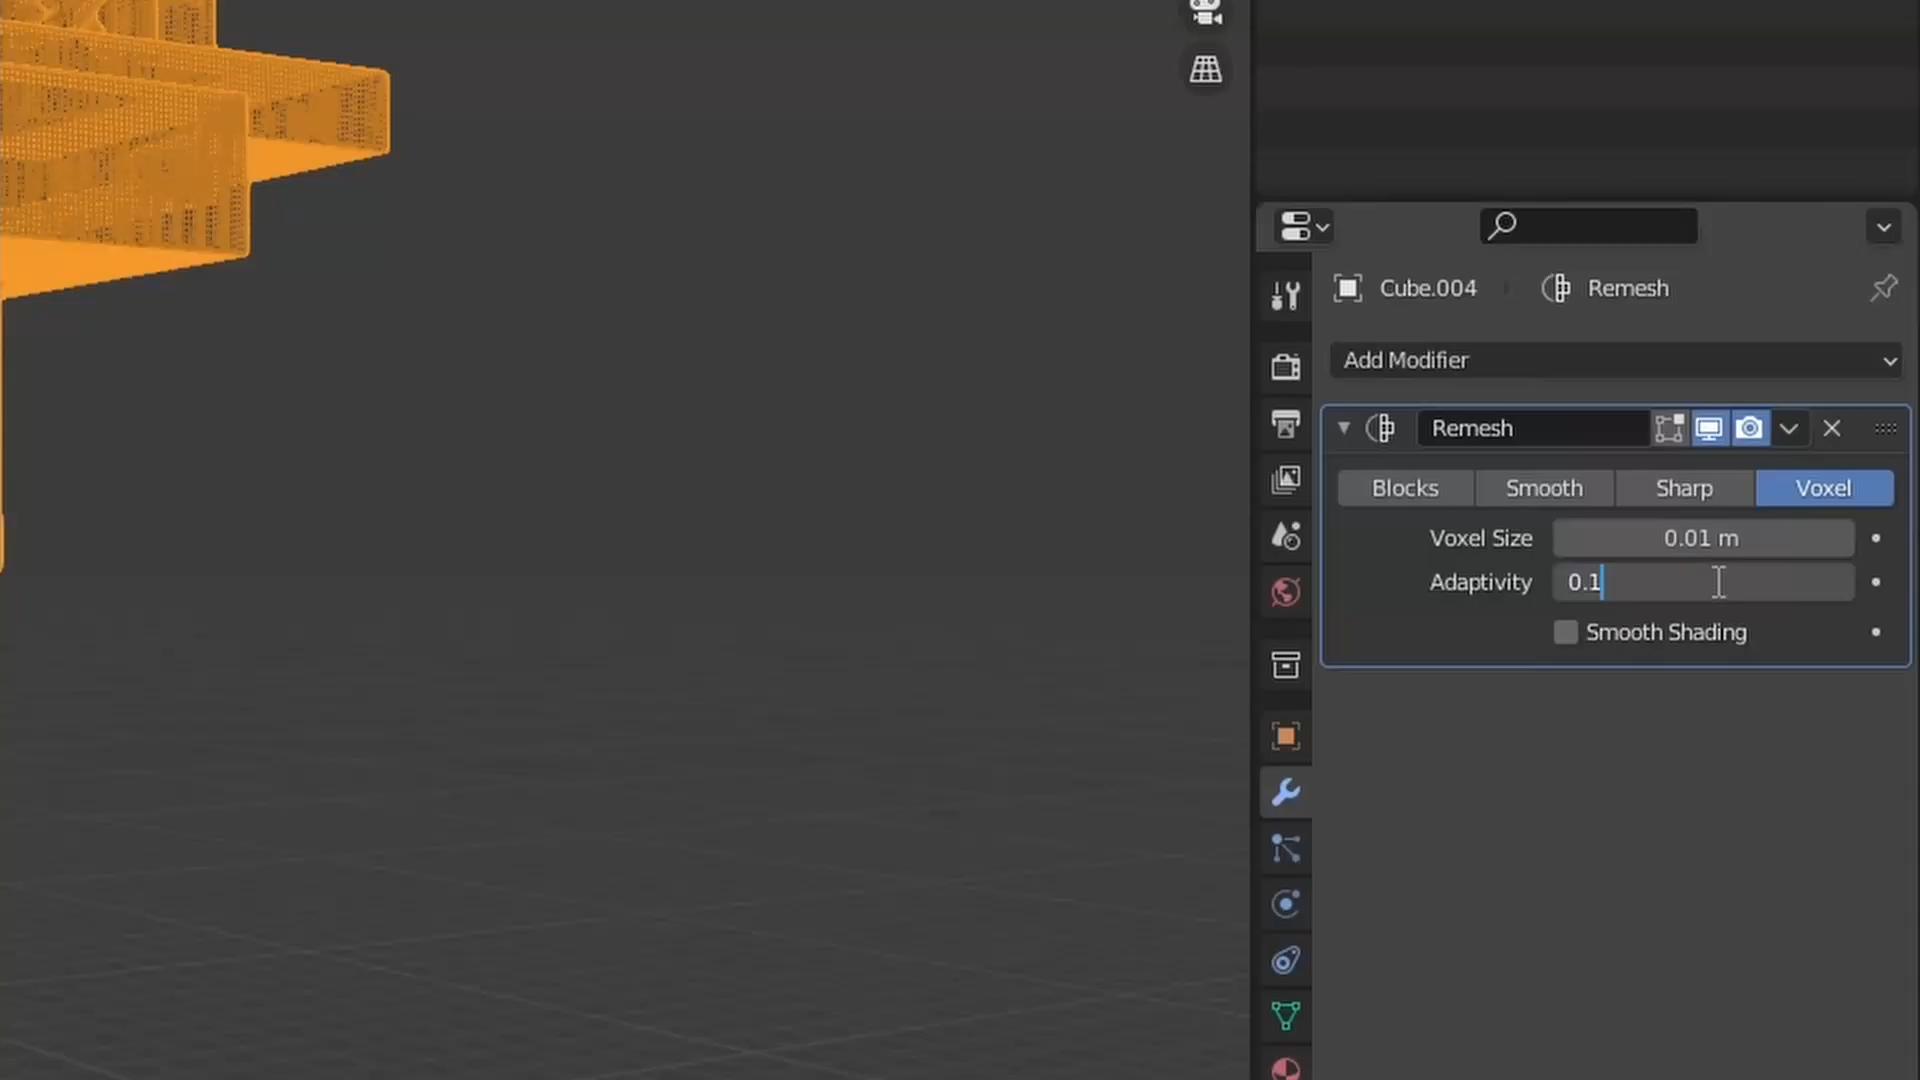 Cube.004 Remesh
Add Modifier
Remesh
Blocks Smooth Sharp Voxel
Voxel Size 0.01 m
Adaptivity 0.1
Smooth Shading